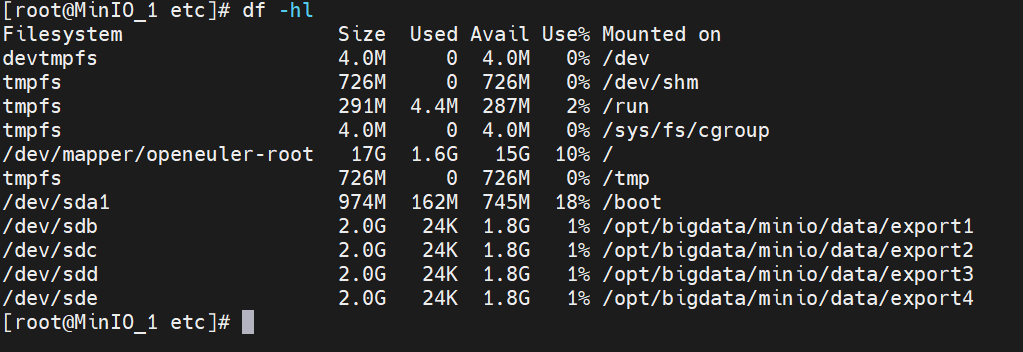 [root@MinIO_1 etc]# df -hl
Filesystem                  Size  Used Avail Use% Mounted on
devtmpfs                    4.0M     0  4.0M   0% /dev
tmpfs                       726M     0  726M   0% /dev/shm
tmpfs                       291M  4.4M  287M   2% /run
tmpfs                       4.0M     0  4.0M   0% /sys/fs/cgroup
/dev/mapper/openeuler-root   17G  1.6G   15G  10% /
tmpfs                       726M     0  726M   0% /tmp
/dev/sda1                   974M  162M  745M  18% /boot
/dev/sdb                    2.0G   24K  1.8G   1% /opt/bigdata/minio/data/export1
/dev/sdc                    2.0G   24K  1.8G   1% /opt/bigdata/minio/data/export2
/dev/sdd                    2.0G   24K  1.8G   1% /opt/bigdata/minio/data/export3
/dev/sde                    2.0G   24K  1.8G   1% /opt/bigdata/minio/data/export4
[root@MinIO_1 etc]#